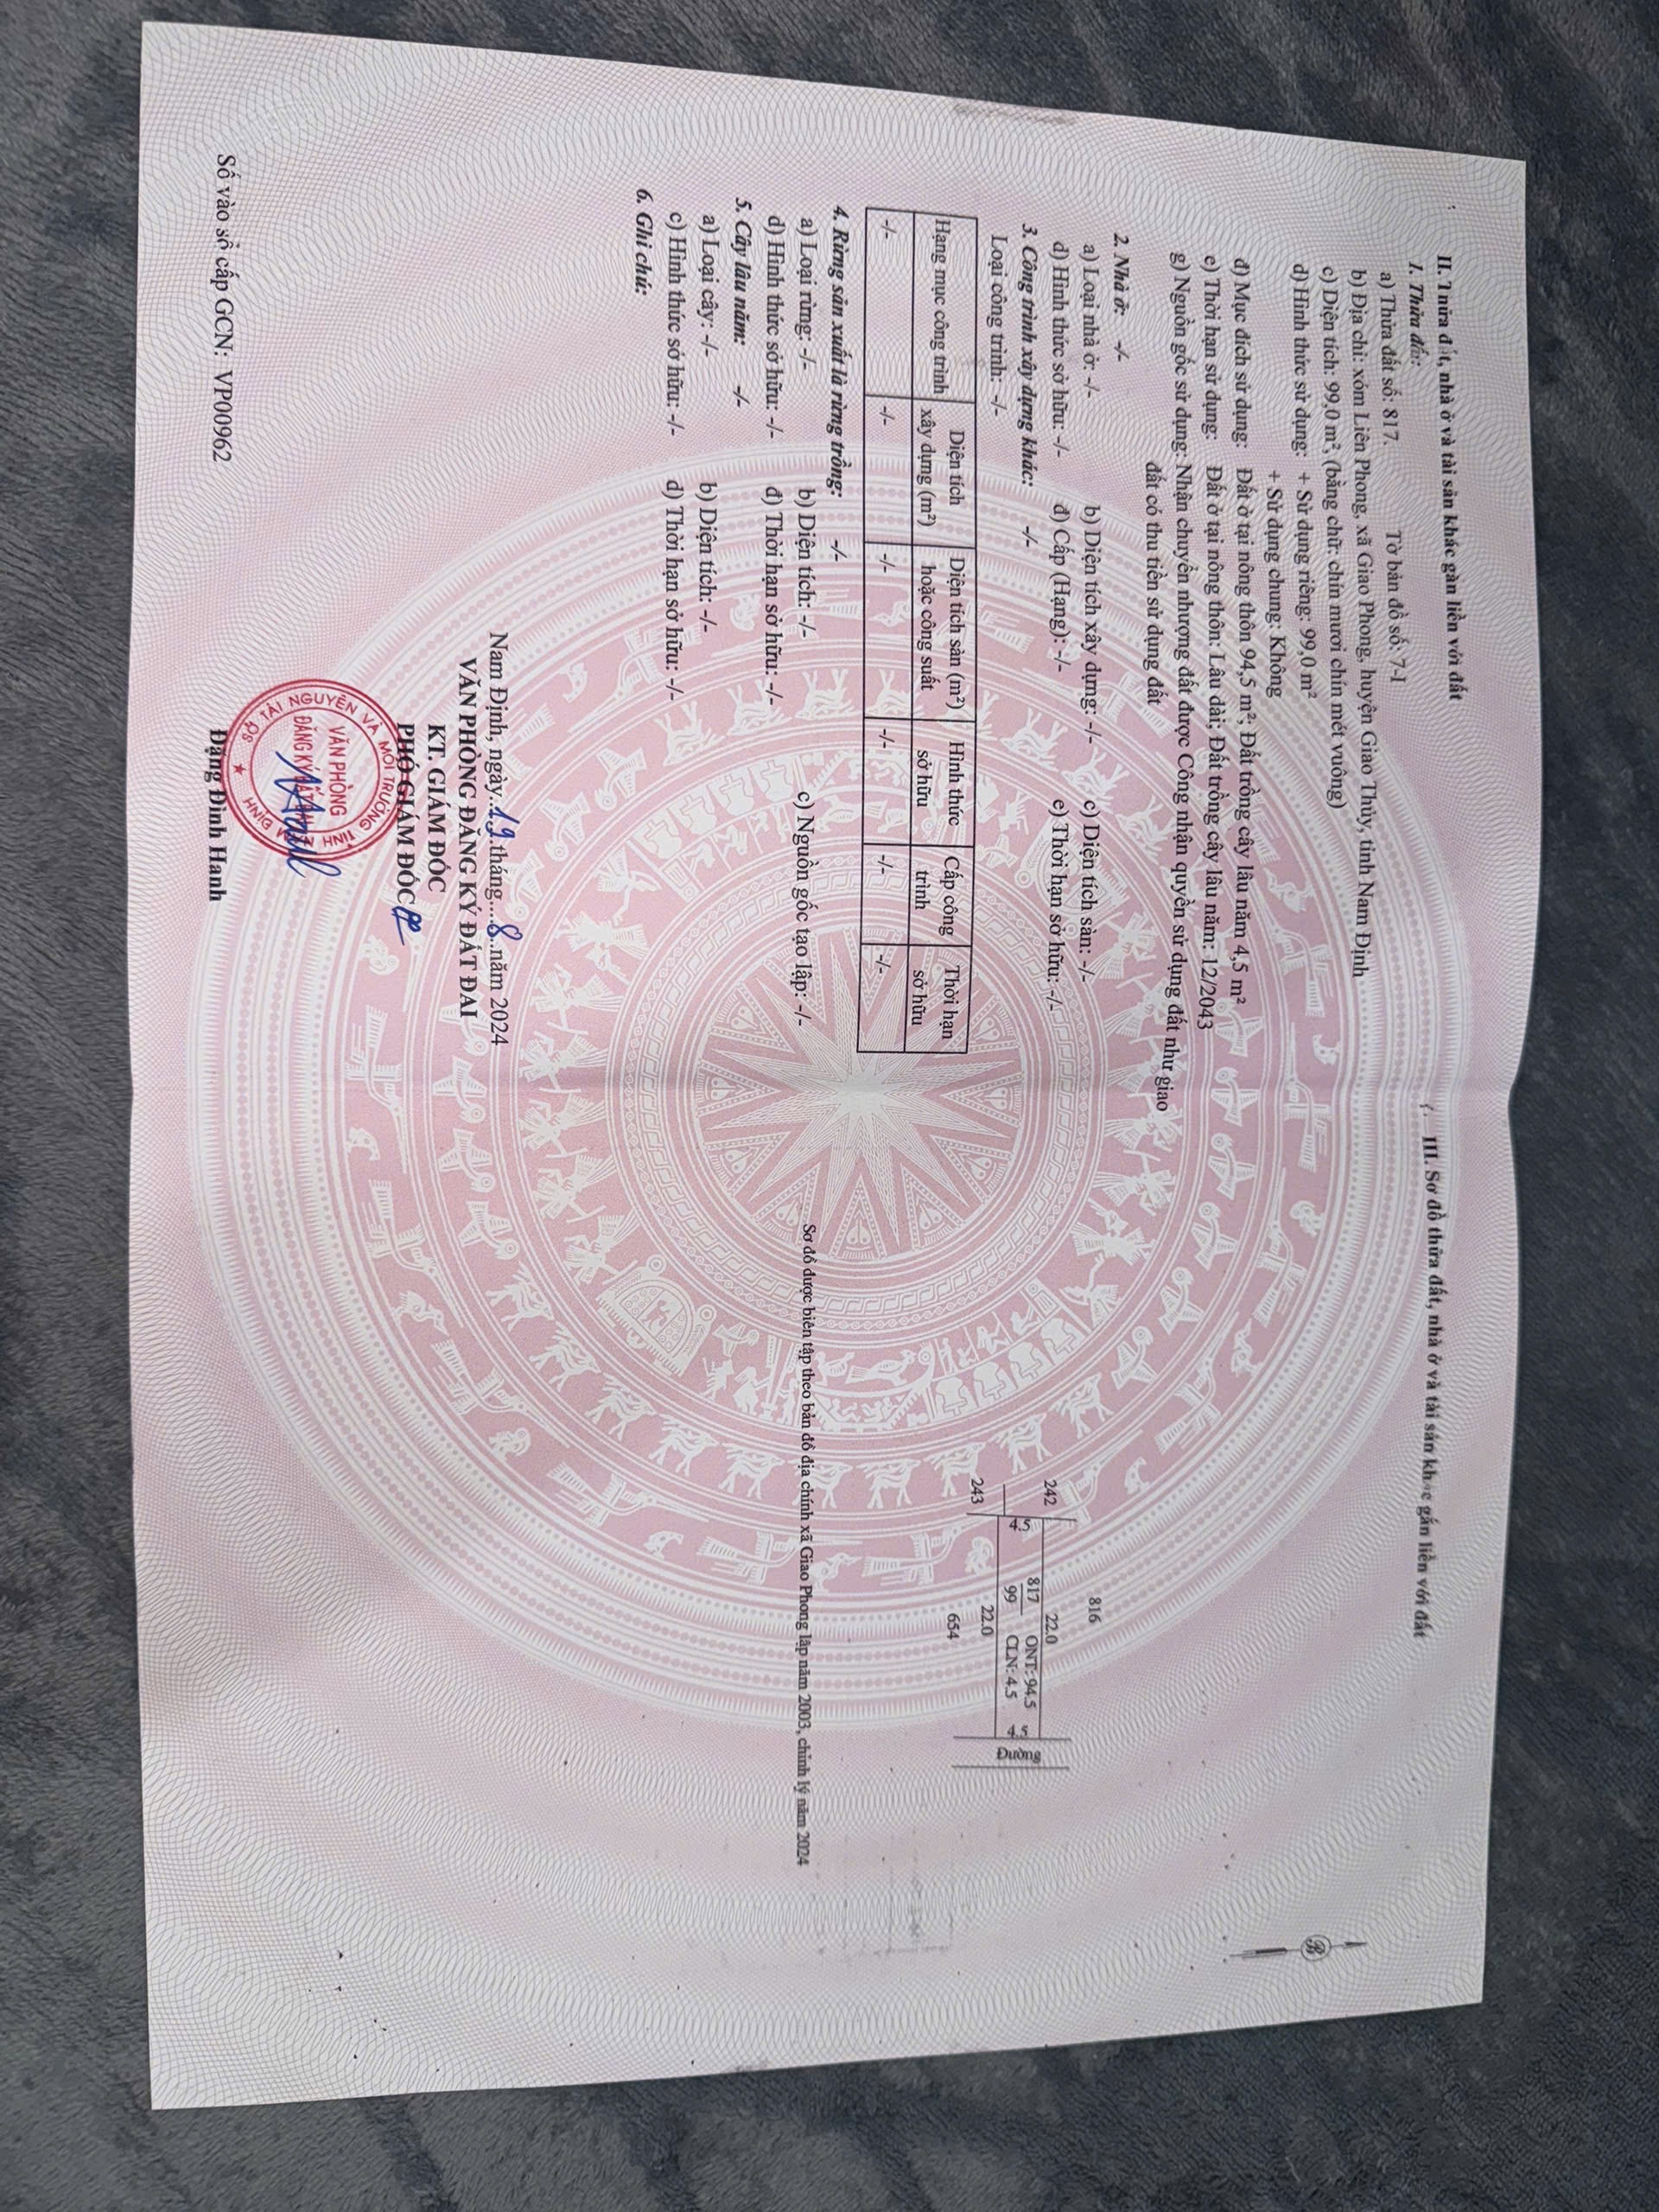 II. Thửa đất, nhà ở và tài sản khác gắn liền với đất
1. Thửa đất:
a) Thửa đất số: 817. Tờ bản đồ số: 7-I
b) Địa chỉ: xóm Liên Phong, xã Giao Phong, huyện Giao Thủy, tỉnh Nam Định
c) Diện tích: 99,0 m², (bằng chữ: chín mươi chín mét vuông)
d) Hình thức sử dụng: + Sử dụng riêng: 99,0 m²
+ Sử dụng chung: Không
đ) Mục đích sử dụng: Đất ở tại nông thôn 94,5 m²; Đất trồng cây lâu năm 4,5 m²
e) Thời hạn sử dụng: Đất ở tại nông thôn: Lâu dài; Đất trồng cây lâu năm: 12/2043
g) Nguồn gốc sử dụng: Nhận chuyển nhượng đất được Công nhận quyền sử dụng đất như giao
đất có thu tiền sử dụng đất
2. Nhà ở: -/-
a) Loại nhà ở: -/- b) Diện tích xây dựng: -/- c) Diện tích sàn: -/-
d) Hình thức sở hữu: -/- đ) Cấp (Hạng): -/- e) Thời hạn sở hữu: -/-
3. Công trình xây dựng khác: -/-
Loại công trình: -/-
Hạng mục công trình Diện tích xây dựng (m²) Diện tích sàn (m²) hoặc công suất Hình thức sở hữu Cấp công trình Thời hạn sở hữu
-/- -/- -/- -/- -/- -/-
4. Rừng sản xuất là rừng trồng: -/-
a) Loại rừng: -/- b) Diện tích: -/- c) Nguồn gốc tạo lập: -/-
d) Hình thức sở hữu: -/- đ) Thời hạn sở hữu: -/-
5. Cây lâu năm: -/-
a) Loại cây: -/- b) Diện tích: -/-
c) Hình thức sở hữu: -/- d) Thời hạn sở hữu: -/-
6. Ghi chú:
Nam Định, ngày...19.tháng....8..năm 2024
VĂN PHÒNG ĐĂNG KÝ ĐẤT ĐAI
KT. GIÁM ĐỐC
PHÓ GIÁM ĐỐC
SỞ TÀI NGUYÊN VÀ MÔI TRƯỜNG TỈNH NAM ĐỊNH
VĂN PHÒNG
ĐĂNG KÝ ĐẤT ĐAI
Đặng Đình Hanh
Số vào sổ cấp GCN: VP00962
III. Sơ đồ thửa đất, nhà ở và tài sản khác gắn liền với đất
B
816
242
22.0
4.5
817
99
ONT: 94.5
CLN: 4.5
4.5
Đường
243
22.0
654
Sơ đồ được biên tập theo bản đồ địa chính xã Giao Phong lập năm 2003, chỉnh lý năm 2024